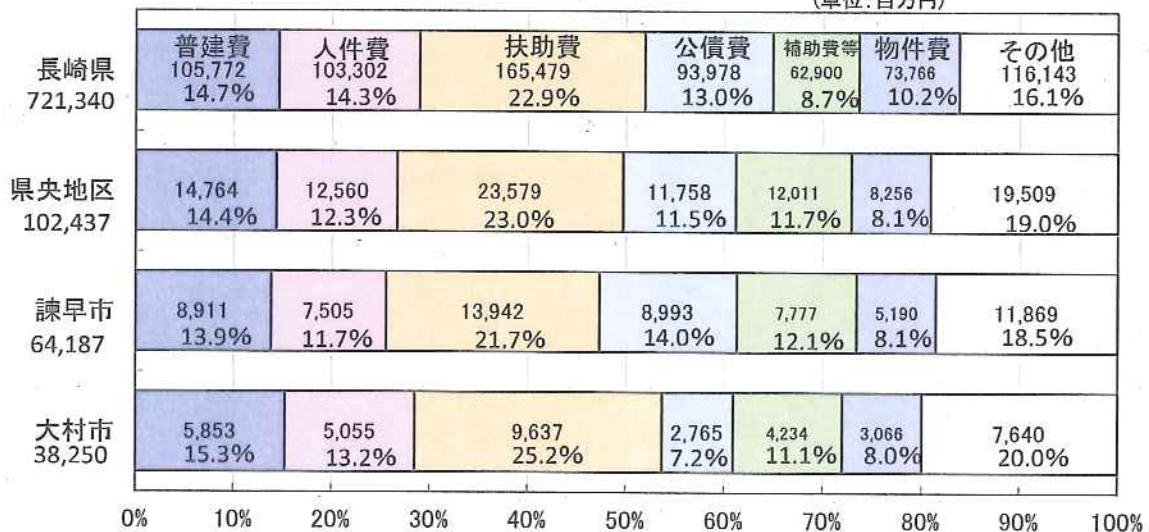 (単位:百万円)
長崎県
721,340
普建費 人件費 扶助費 公債費 補助費等 物件費 その他
105,772 103,302 165,479 93,978 62,900 73,766 116,143
14.7% 14.3% 22.9% 13.0% 8.7% 10.2% 16.1%
県央地区
102,437
14,764 12,560 23,579 11,758 12,011 8,256 19,509
14.4% 12.3% 23.0% 11.5% 11.7% 8.1% 19.0%
諫早市
64,187
8,911 7,505 13,942 8,993 7,777 5,190 11,869
13.9% 11.7% 21.7% 14.0% 12.1% 8.1% 18.5%
大村市
38,250
5,853 5,055 9,637 2,765 4,234 3,066 7,640
15.3% 13.2% 25.2% 7.2% 11.1% 8.0% 20.0%
0% 10% 20% 30% 40% 50% 60% 70% 80% 90% 100%